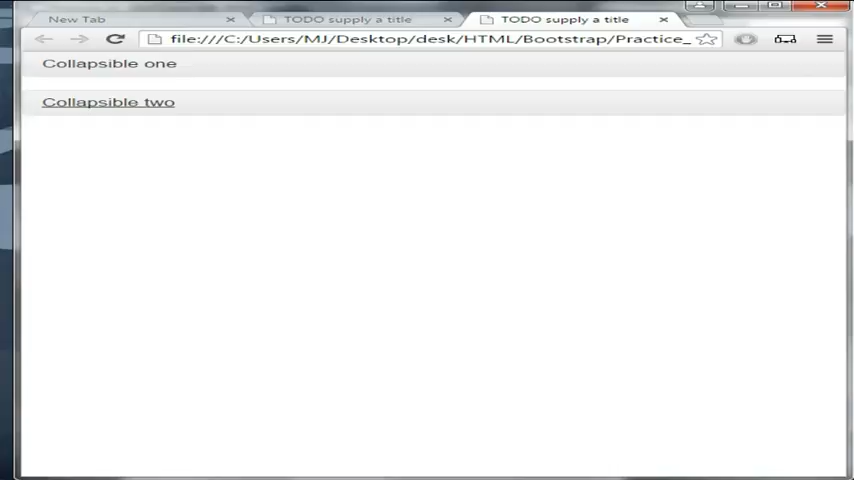 New Tab
TODO supply a title
TODO supply a title
file:///C:/Users/MJ/Desktop/desk/HTML/Bootstrap/Practice_
Collapsible one
Collapsible two